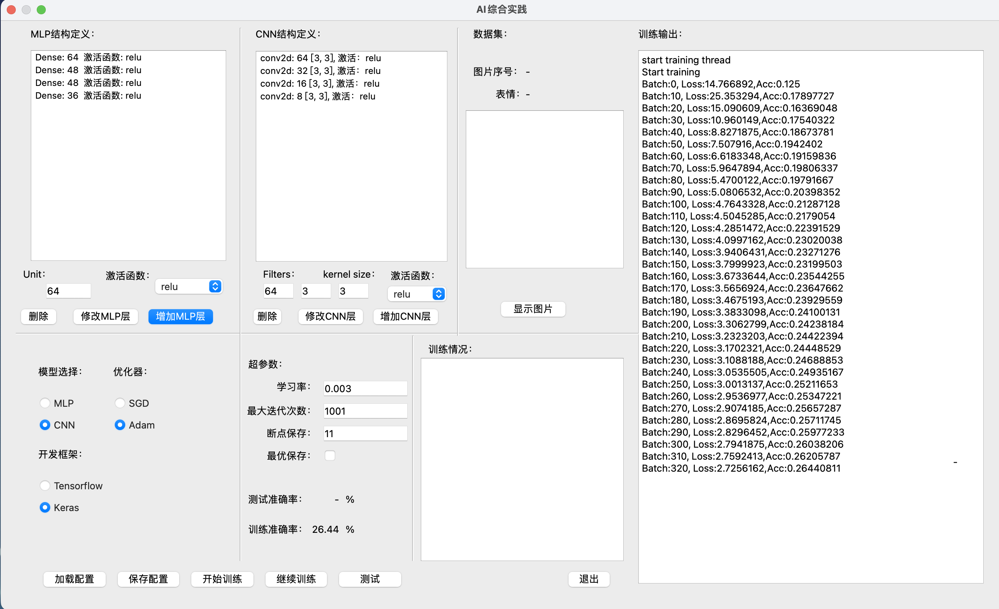 AI综合实践
MLP结构定义：
Dense: 64  激活函数: relu
Dense: 48  激活函数: relu
Dense: 48  激活函数: relu
Dense: 36  激活函数: relu
Unit：
激活函数：
64
relu
删除
修改MLP层
增加MLP层
CNN结构定义：
conv2d: 64 [3, 3], 激活：relu
conv2d: 32 [3, 3], 激活：relu
conv2d: 16 [3, 3], 激活：relu
conv2d: 8 [3, 3], 激活：relu
Filters：
kernel size：
激活函数：
64
3
3
relu
删除
修改CNN层
增加CNN层
数据集：
图片序号： -
表情： -
显示图片
训练输出：
start training thread
Start training
Batch:0, Loss:14.766892,Acc:0.125
Batch:10, Loss:25.353294,Acc:0.17897727
Batch:20, Loss:15.090609,Acc:0.16369048
Batch:30, Loss:10.960149,Acc:0.17540322
Batch:40, Loss:8.8271875,Acc:0.18673781
Batch:50, Loss:7.507916,Acc:0.1942402
Batch:60, Loss:6.6183348,Acc:0.19159836
Batch:70, Loss:5.9647894,Acc:0.19806337
Batch:80, Loss:5.4700122,Acc:0.19791667
Batch:90, Loss:5.0806532,Acc:0.20398352
Batch:100, Loss:4.7643328,Acc:0.21287128
Batch:110, Loss:4.5045285,Acc:0.2179054
Batch:120, Loss:4.2851472,Acc:0.22391529
Batch:130, Loss:4.0997162,Acc:0.23020038
Batch:140, Loss:3.9406431,Acc:0.23271276
Batch:150, Loss:3.7999923,Acc:0.23199503
Batch:160, Loss:3.6733644,Acc:0.23544255
Batch:170, Loss:3.5656924,Acc:0.23647662
Batch:180, Loss:3.4675193,Acc:0.23929559
Batch:190, Loss:3.3833098,Acc:0.24100131
Batch:200, Loss:3.3062799,Acc:0.24238184
Batch:210, Loss:3.2323203,Acc:0.24422394
Batch:220, Loss:3.1702321,Acc:0.24448529
Batch:230, Loss:3.1088188,Acc:0.24688853
Batch:240, Loss:3.0535505,Acc:0.24935167
Batch:250, Loss:3.0013137,Acc:0.25211653
Batch:260, Loss:2.9536977,Acc:0.25347221
Batch:270, Loss:2.9074185,Acc:0.25657287
Batch:280, Loss:2.8695824,Acc:0.25711745
Batch:290, Loss:2.8296452,Acc:0.25977233
Batch:300, Loss:2.7941875,Acc:0.26038206
Batch:310, Loss:2.7592413,Acc:0.26205787
Batch:320, Loss:2.7256162,Acc:0.26440811
-
模型选择：
优化器：
MLP
SGD
CNN
Adam
开发框架：
Tensorflow
Keras
超参数：
学习率： 0.003
最大迭代次数： 1001
断点保存： 11
最优保存：
测试准确率： - %
训练准确率： 26.44 %
训练情况：
加载配置
保存配置
开始训练
继续训练
测试
退出